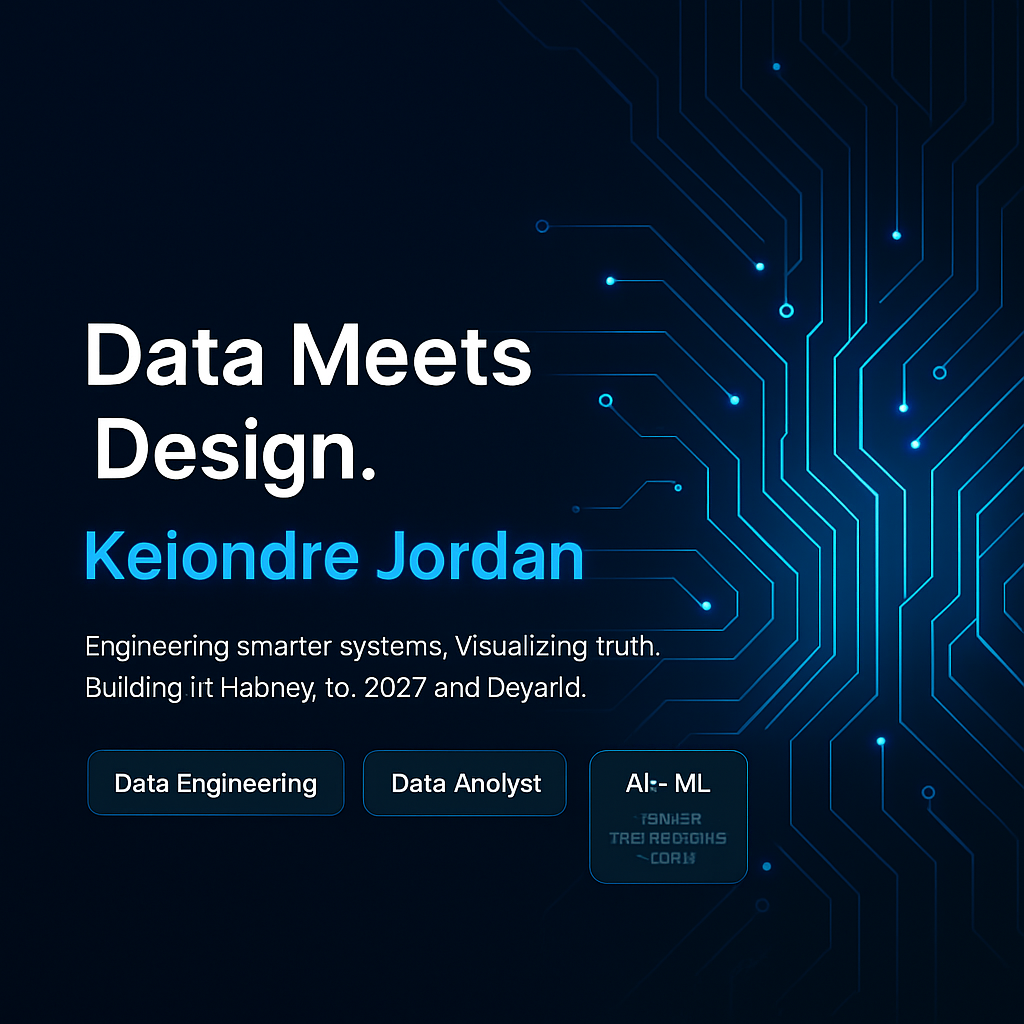 Data Meets
Design.
Keiondre Jordan
Engineering smarter systems, Visualizing truth.
Building iıt Habney, to. 2027 and Deyarld.
Data Engineering
Data Anolyst
AI-- ML